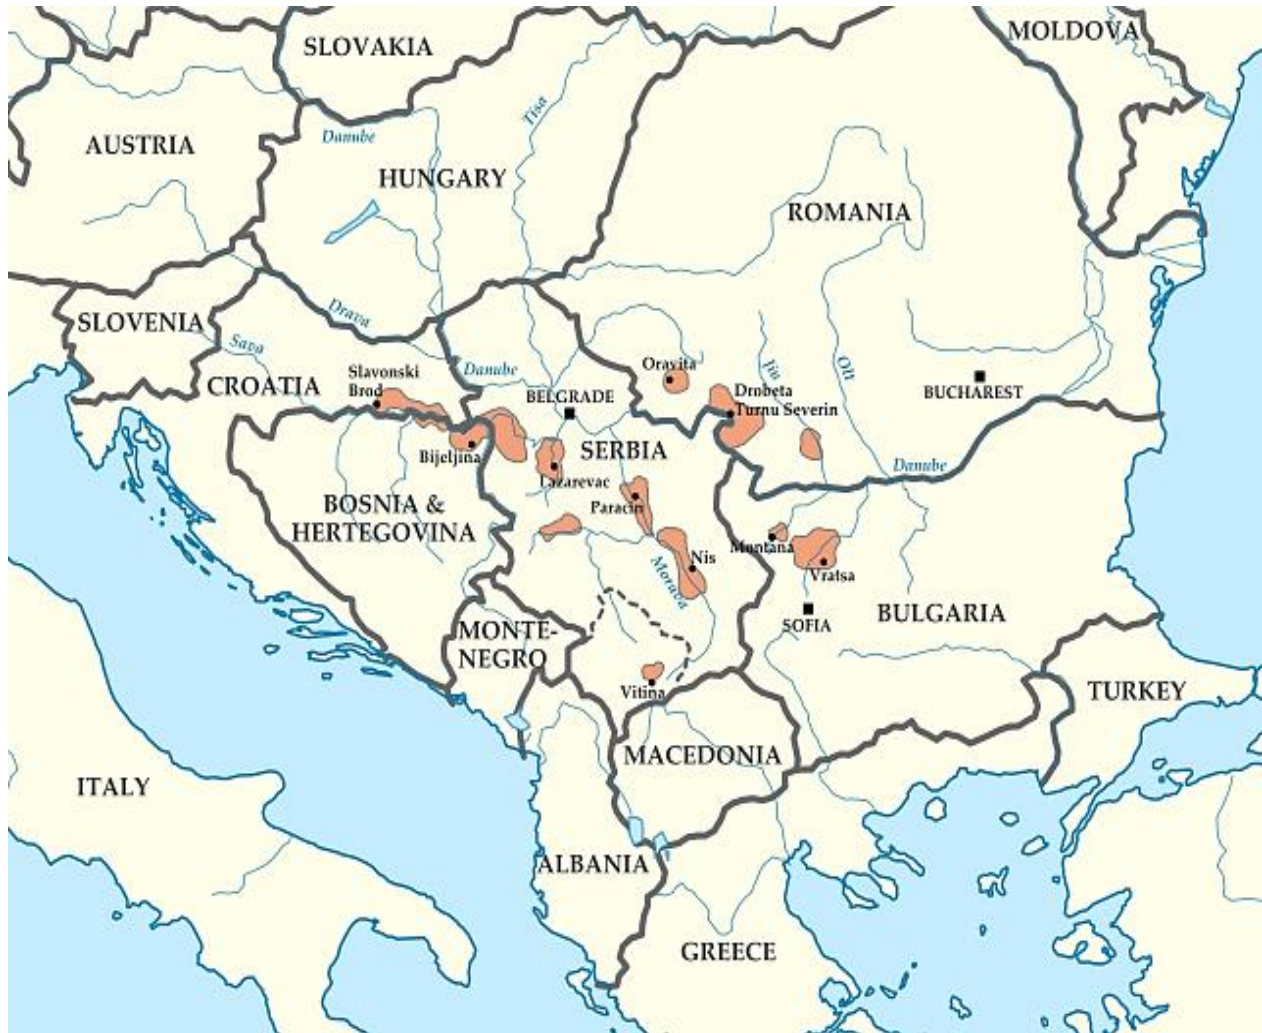 SLOVAKIA
MOLDOVA
Tisa
AUSTRIA
Danube
HUNGARY
ROMANIA
Drava
SLOVENIA
Sava
CROATIA
Slavonski
Brod
Danube
BELGRADE
Oravita
Jiu
Olt
Drobeta
Turnu Severin
BUCHAREST
SERBIA
Bijeljina
Lazarevac
Danube
BOSNIA &
HERTEGOVINA
Paracin
Nis
Morava
Montana
Vratsa
SOFIA
BULGARIA
MONTE-
NEGRO
Vitina
TURKEY
MACEDONIA
ITALY
ALBANIA
GREECE